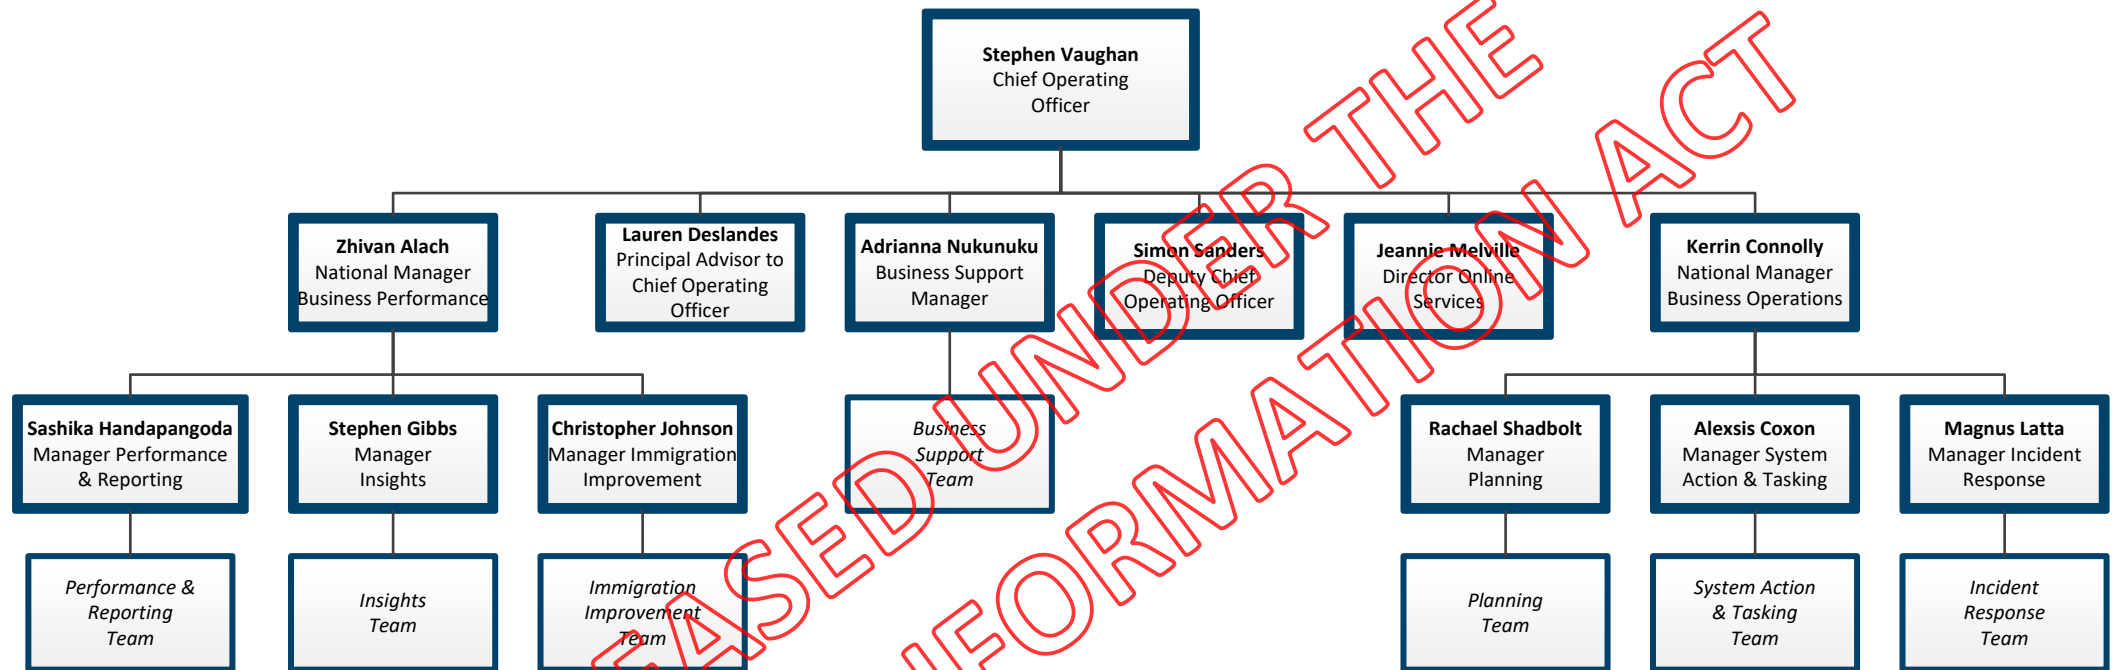 Stephen Vaughan
Chief Operating
Officer
Zhivan Alach
National Manager
Business Performance
Lauren Deslandes
Principal Advisor to
Chief Operating
Officer
Adrianna Nukunuku
Business Support
Manager
Simon Sanders
Deputy Chief
Operating Officer
Jeannie Melville
Director Online
Services
Kerrin Connolly
National Manager
Business Operations
Sashika Handapangoda
Manager Performance
& Reporting
Stephen Gibbs
Manager
Insights
Christopher Johnson
Manager Immigration
Improvement
Business
Support
Team
Rachael Shadbolt
Manager
Planning
Alexsis Coxon
Manager System
Action & Tasking
Magnus Latta
Manager Incident
Response
Performance &
Reporting
Team
Insights
Team
Immigration
Improvement
Team
Planning
Team
System Action
& Tasking
Team
Incident
Response
Team
EASED UNDER THE
NFORMATION ACT